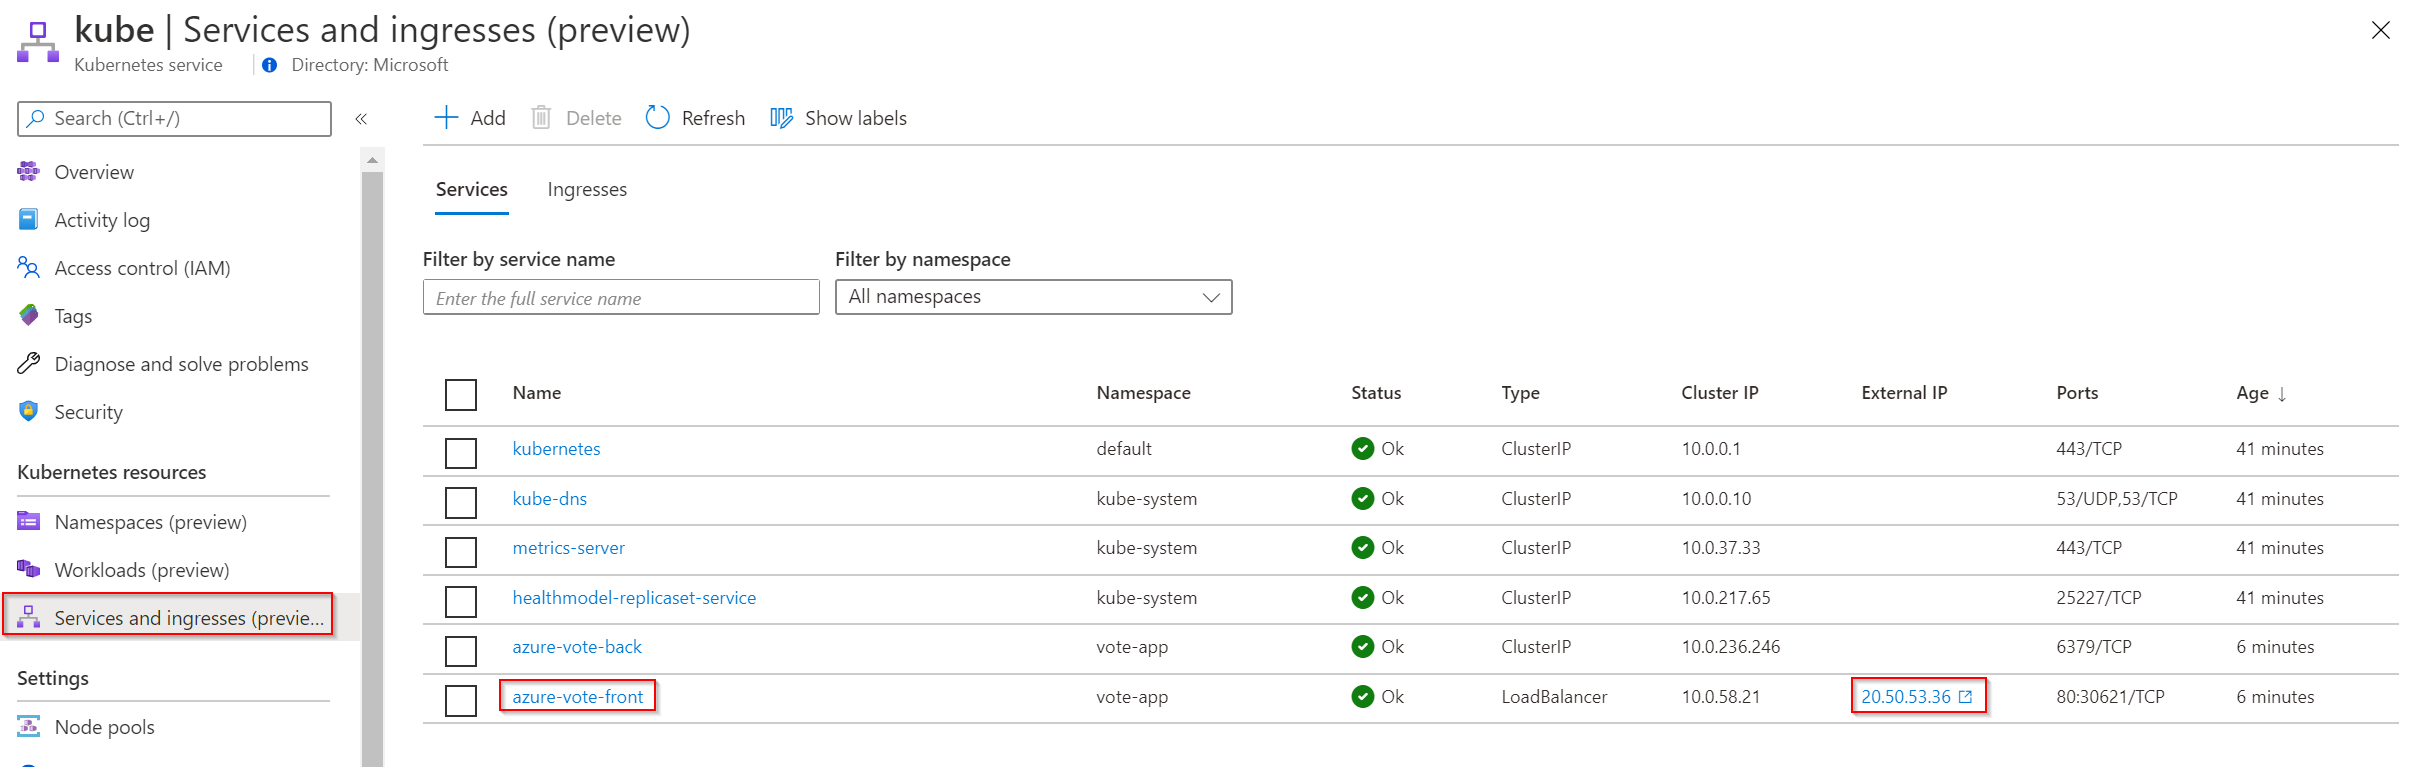 kube | Services and ingresses (preview)
Kubernetes service
Directory: Microsoft
Search (Ctrl+/)
«
Add
Delete
Refresh
Show labels
Overview
Activity log
Access control (IAM)
Tags
Diagnose and solve problems
Security
Kubernetes resources
Namespaces (preview)
Workloads (preview)
Services and ingresses (previe...
Settings
Node pools
Services Ingresses
Filter by service name Filter by namespace
Enter the full service name All namespaces
Name Namespace Status Type Cluster IP External IP Ports Age ↓
kubernetes default Ok ClusterIP 10.0.0.1 443/TCP 41 minutes
kube-dns kube-system Ok ClusterIP 10.0.0.10 53/UDP,53/TCP 41 minutes
metrics-server kube-system Ok ClusterIP 10.0.37.33 443/TCP 41 minutes
healthmodel-replicaset-service kube-system Ok ClusterIP 10.0.217.65 25227/TCP 41 minutes
azure-vote-back vote-app Ok ClusterIP 10.0.236.246 6379/TCP 6 minutes
azure-vote-front vote-app Ok LoadBalancer 10.0.58.21 20.50.53.36 80:30621/TCP 6 minutes